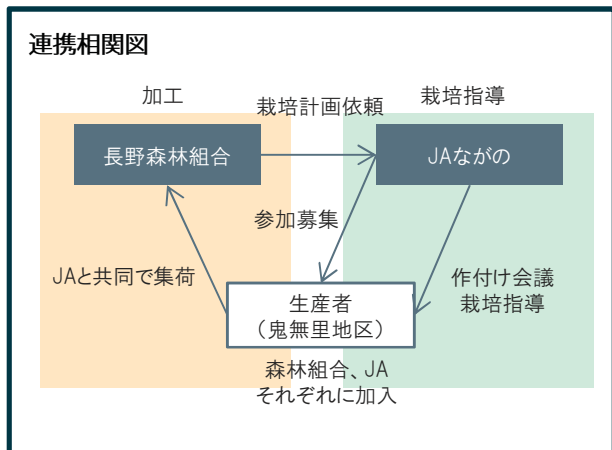 連携相関図
加工
栽培計画依頼
栽培指導
長野森林組合
JAながの
参加募集
JAと共同で集荷
作付け会議
栽培指導
生産者
（鬼無里地区）
森林組合、JA
それぞれに加入